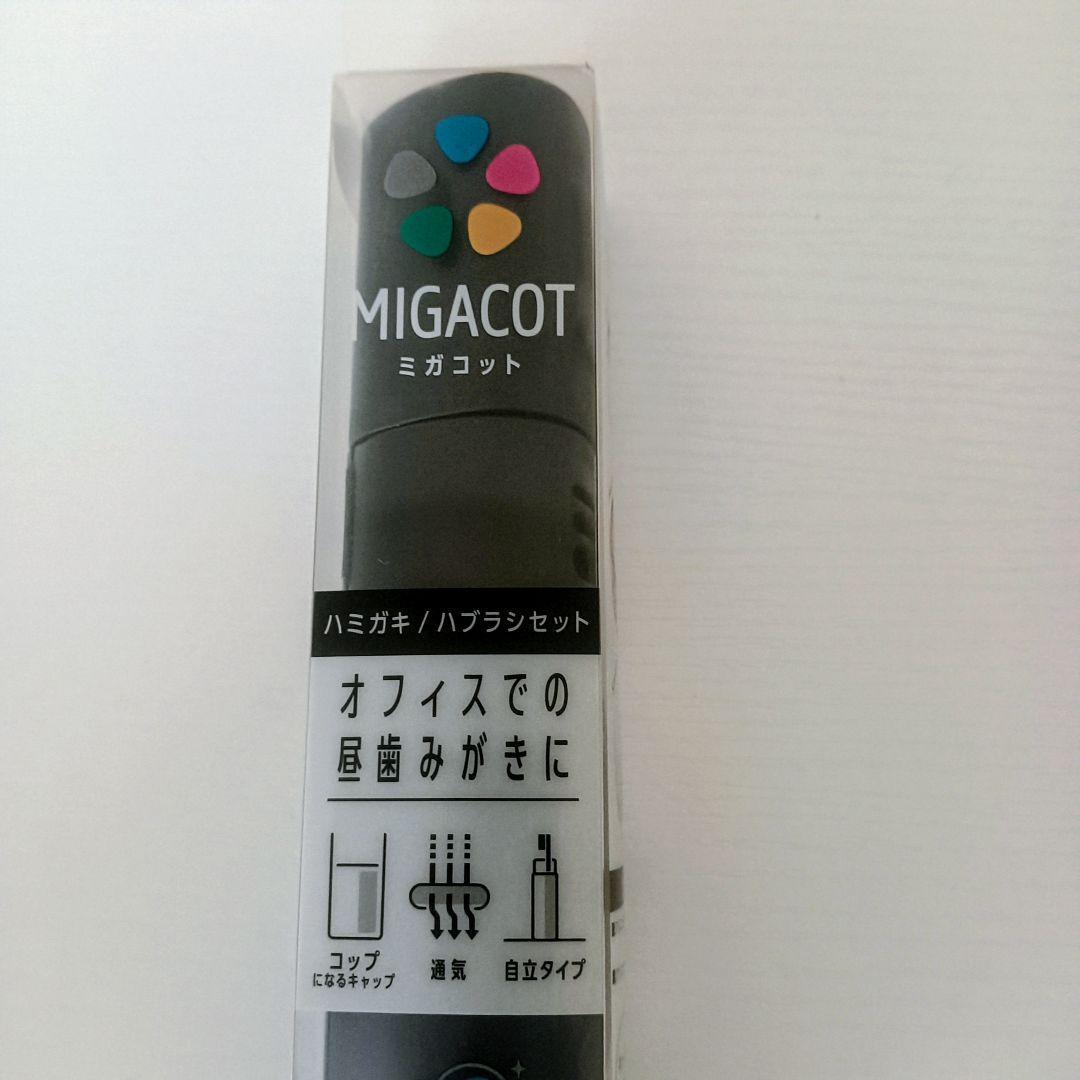 MIGACOT
ミガコット
ハミガキ/ハブラシセット
オフィスでの
昼歯みがきに
コップ
になるキャップ
通気
自立タイプ